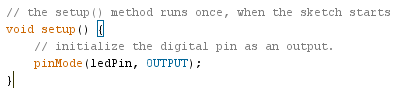 // the setup() method runs once, when the sketch starts
void setup() {
// initialize the digital pin as an output.
pinMode(ledPin, OUTPUT);
}